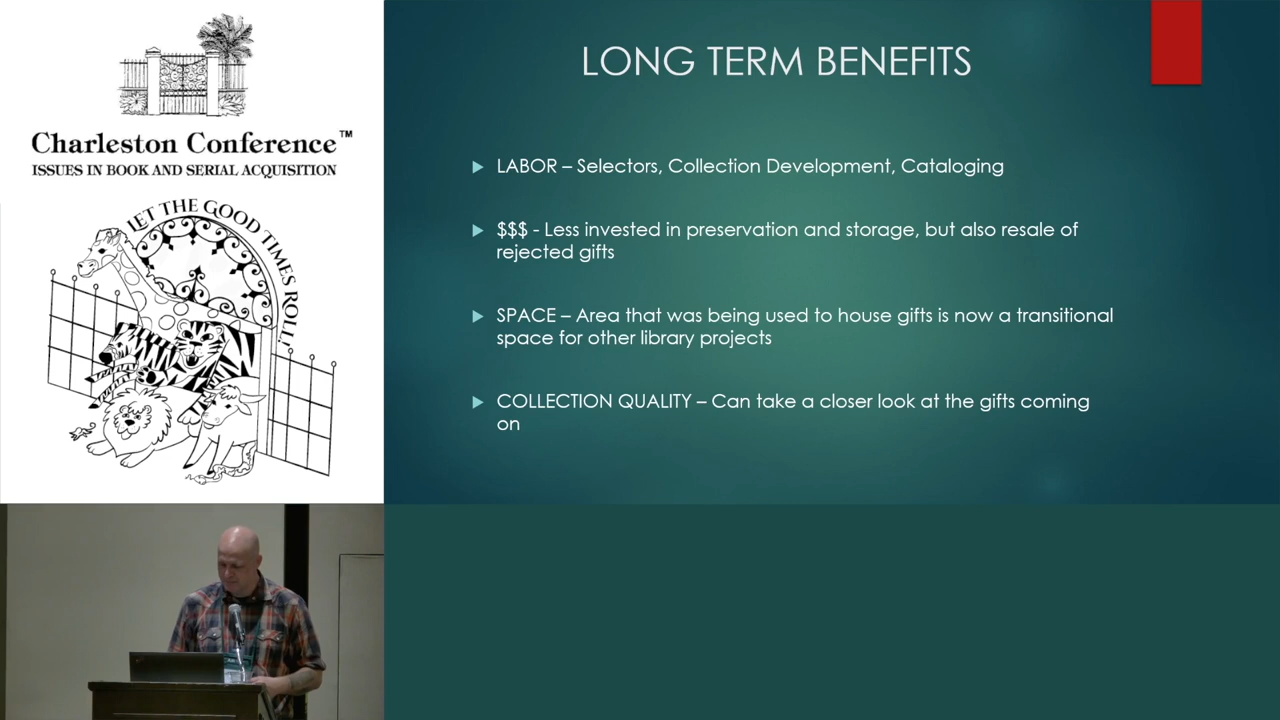 Charleston Conference™
ISSUES IN BOOK AND SERIAL ACQUISITION
LET THE GOOD TIMES ROLL!
LONG TERM BENEFITS
LABOR – Selectors, Collection Development, Cataloging
$$$ - Less invested in preservation and storage, but also resale of
rejected gifts
SPACE – Area that was being used to house gifts is now a transitional
space for other library projects
COLLECTION QUALITY – Can take a closer look at the gifts coming
on